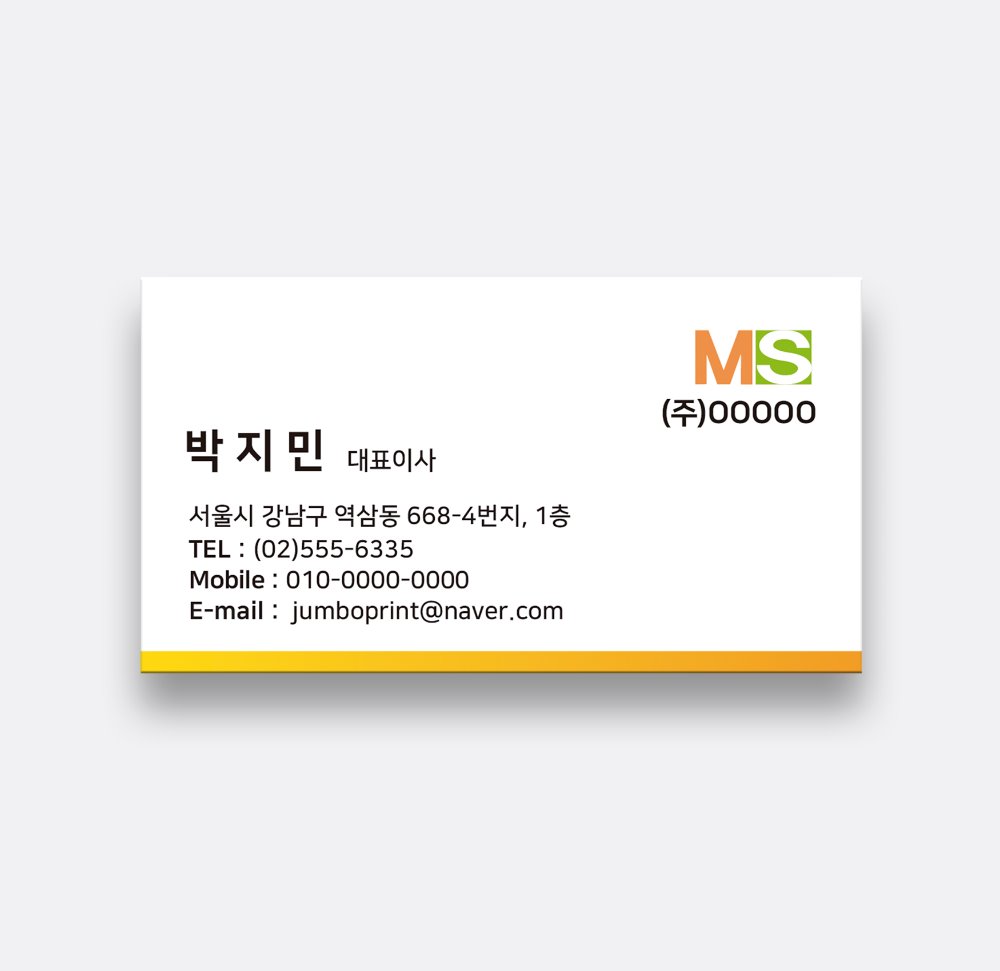 MS
(주)OOOOO
박 지 민 대표이사
서울시 강남구 역삼동 668-4번지, 1층
TEL : (02)555-6335
Mobile : 010-0000-0000
E-mail : jumboprint@naver.com